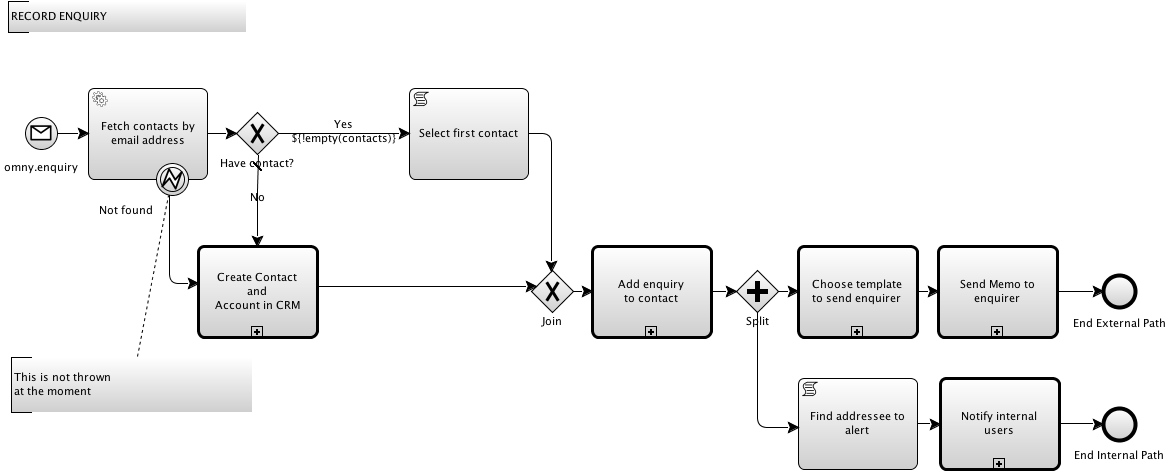 RECORD ENQUIRY
omny.enquiry
Fetch contacts by
email address
Not found
Have contact?
Yes
${!empty(contacts)}
No
Select first contact
Create Contact
and
Account in CRM
Join
Add enquiry
to contact
Split
Choose template
to send enquirer
Send Memo to
enquirer
End External Path
This is not thrown
at the moment
Find addressee to
alert
Notify internal
users
End Internal Path